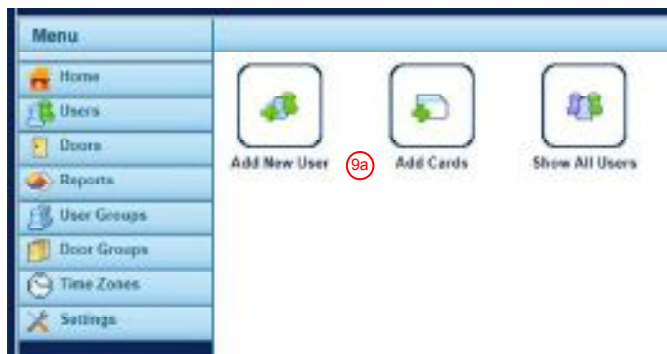 Menu
Home
Users
Doors
Reports
User Groups
Door Groups
Time Zones
Settings
Add New User
9a
Add Cards
Show All Users